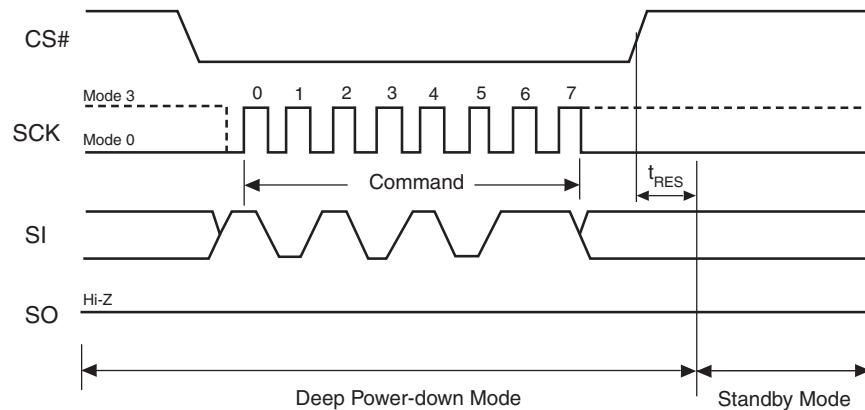 CS#
Mode 3
0 1 2 3 4 5 6 7
SCK
Mode 0
Command
tRES
SI
Hi-Z
SO
Deep Power-down Mode
Standby Mode